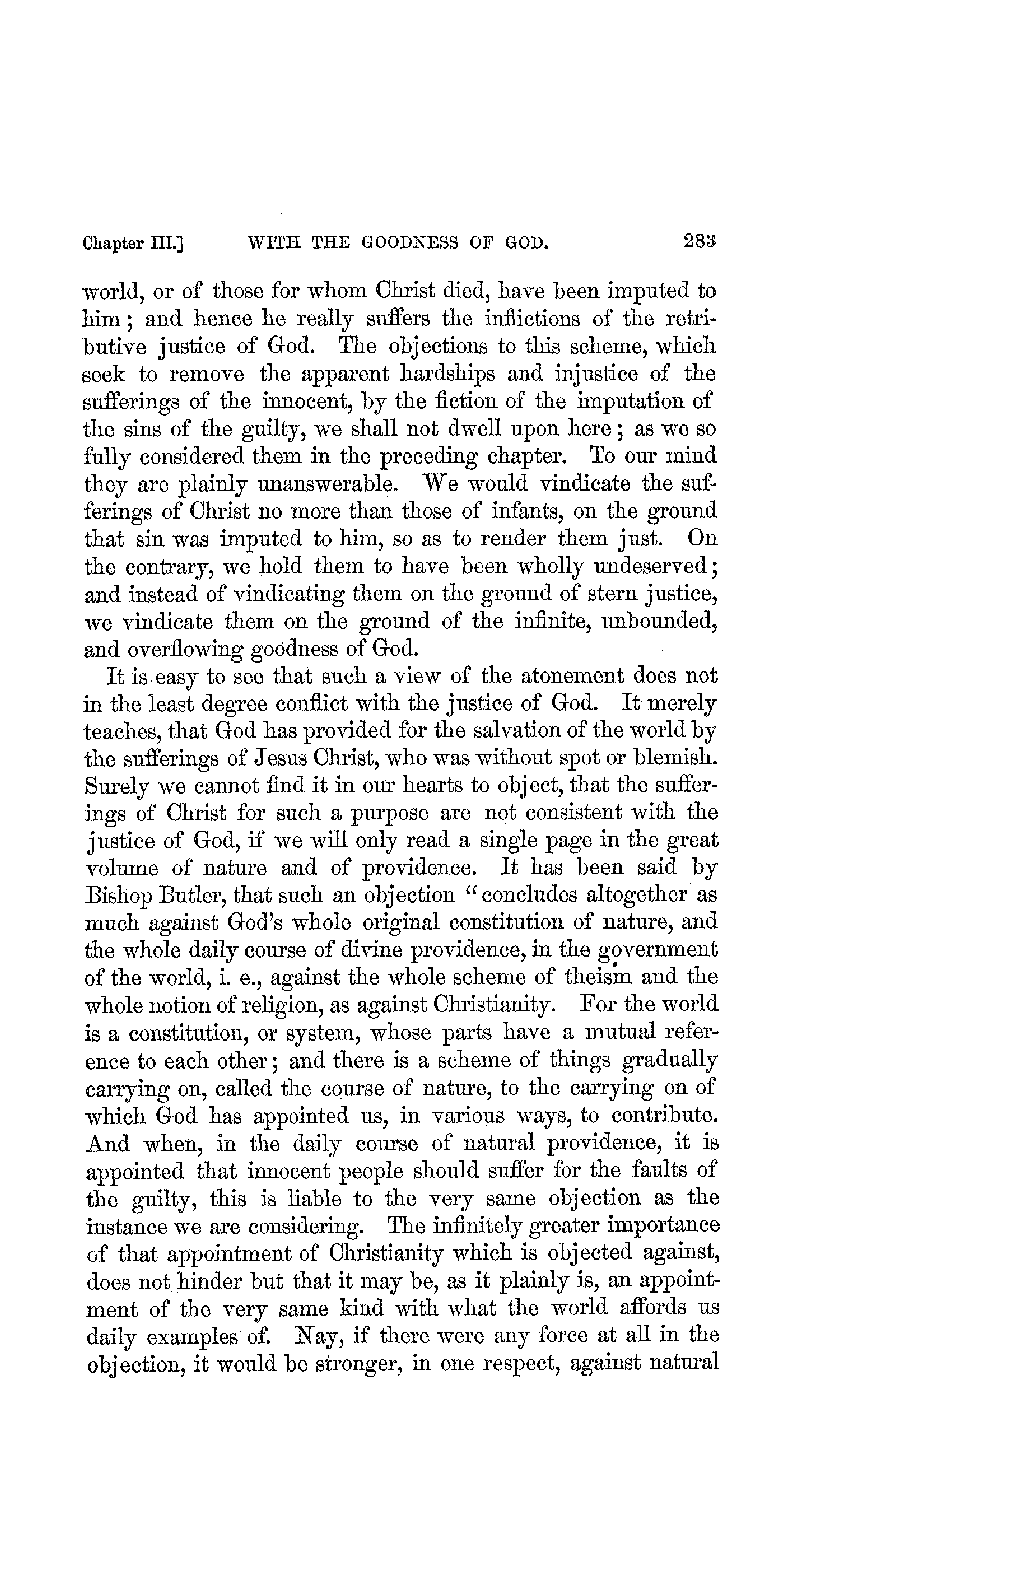 Chapter III.] WITH THE GOODNESS OF GOD. 283
world, or of those for whom Christ died, have been imputed to
him; and hence he really suffers the inflictions of the retri-
butive justice of God. The objections to this scheme, which
seek to remove the apparent hardships and injustice of the
sufferings of the innocent, by the fiction of the imputation of
the sins of the guilty, we shall not dwell upon here; as we so
fully considered them in the preceding chapter. To our mind
they are plainly unanswerable. We would vindicate the suf-
ferings of Christ no more than those of infants, on the ground
that sin was imputed to him, so as to render them just. On
the contrary, we hold them to have been wholly undeserved;
and instead of vindicating them on the ground of stern justice,
we vindicate them on the ground of the infinite, unbounded,
and overflowing goodness of God.
It is easy to see that such a view of the atonement does not
in the least degree conflict with the justice of God. It merely
teaches, that God has provided for the salvation of the world by
the sufferings of Jesus Christ, who was without spot or blemish.
Surely we cannot find it in our hearts to object, that the suffer-
ings of Christ for such a purpose are not consistent with the
justice of God, if we will only read a single page in the great
volume of nature and of providence. It has been said by
Bishop Butler, that such an objection "concludes altogether as
much against God's whole original constitution of nature, and
the whole daily course of divine providence, in the government
of the world, i. e., against the whole scheme of theism and the
whole notion of religion, as against Christianity. For the world
is a constitution, or system, whose parts have a mutual refer-
ence to each other; and there is a scheme of things gradually
carrying on, called the course of nature, to the carrying on of
which God has appointed us, in various ways, to contribute.
And when, in the daily course of natural providence, it is
appointed that innocent people should suffer for the faults of
the guilty, this is liable to the very same objection as the
instance we are considering. The infinitely greater importance
of that appointment of Christianity which is objected against,
does not hinder but that it may be, as it plainly is, an appoint-
ment of the very same kind with what the world affords us
daily examples of. Nay, if there were any force at all in the
objection, it would be stronger, in one respect, against natural